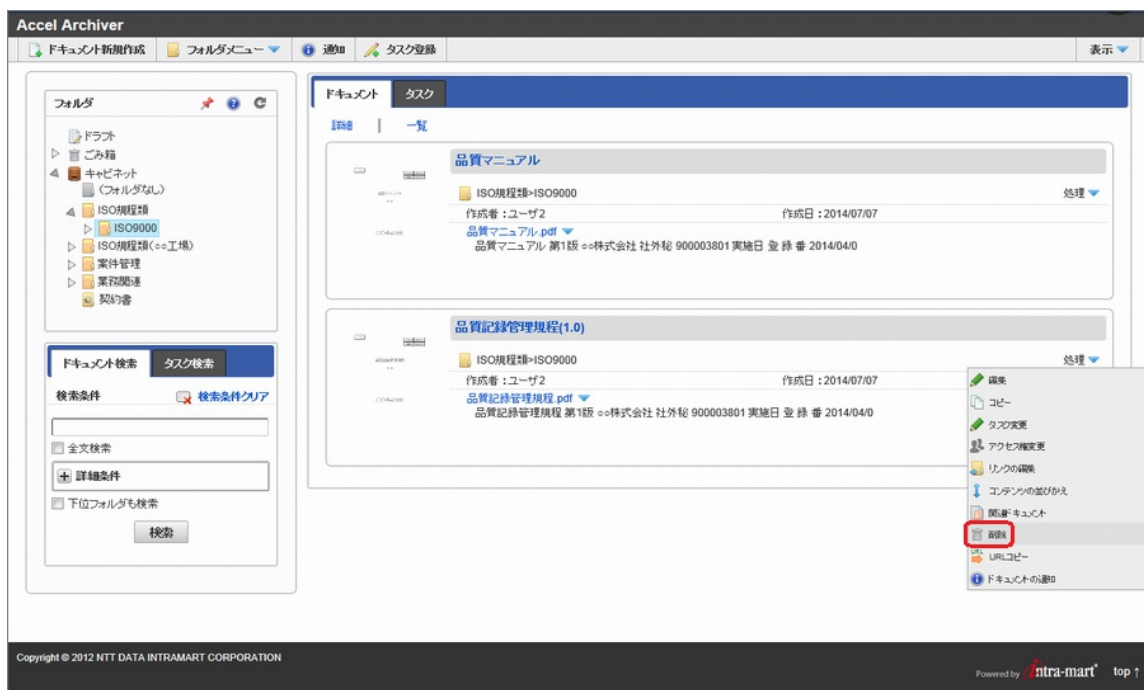 Accel Archiver
ドキュメント新規作成 フォルダメニュー 通知 タスク登録 表示
フォルダ
ドラフト
ごみ箱
キャビネット
(フォルダなし)
ISO規程類
ISO9000
ISO規程類(○○工場)
案件管理
業務関連
契約書
ドキュメント検索 タスク検索
検索条件 検索条件クリア
全文検索
詳細条件
下位フォルダも検索
検索
ドキュメント タスク
詳細 | 一覧
品質マニュアル
ISO規程類>ISO9000 処理
作成者:ユーザ2 作成日:2014/07/07
品質マニュアル.pdf
品質マニュアル 第1版 ○○株式会社 社外秘 900003801 実施日 登 録 番 2014/04/0
品質記録管理規程(1.0)
ISO規程類>ISO9000 処理
作成者:ユーザ2 作成日:2014/07/07
品質記録管理規程.pdf
品質記録管理規程 第1版 ○○株式会社 社外秘 900003801 実施日 登 録 番 2014/04/0
編集
コピー
タスク変更
アクセス権変更
リンクの編集
コンテンツの並びかえ
関連ドキュメント
削除
URLコピー
ドキュメントの通知
Copyright © 2012 NTT DATA INTRAMART CORPORATION
Powered by intra-mart top ↑